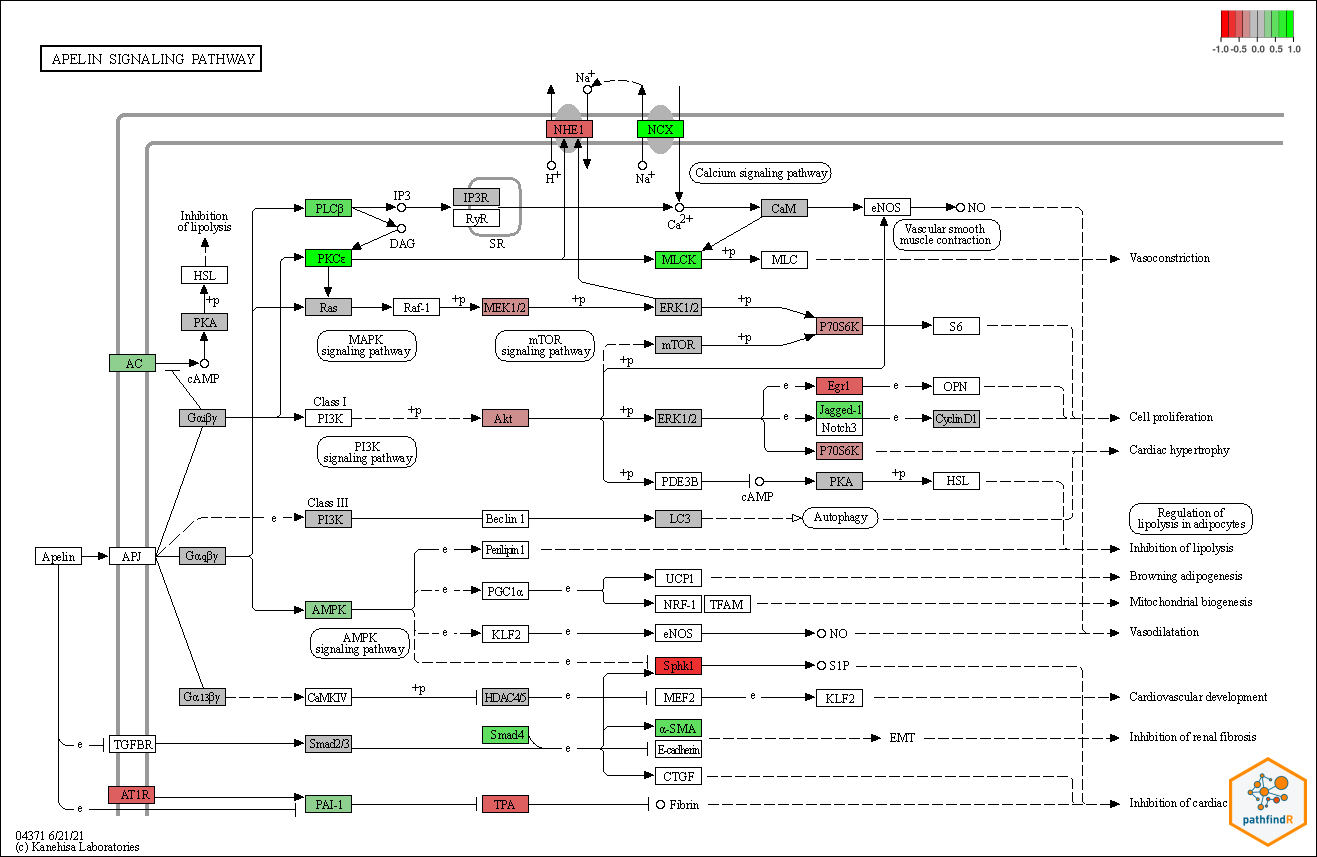 APELIN SIGNALING PATHWAY
-1.0 -0.5 0.0 0.5 1.0
Na+
NHE1
NCX
H+
Na+
Calcium signaling pathway
PLCβ
IP3
IP3R
RyR
SR
DAG
Ca2+
CaM
eNOS
NO
Vascular smooth
muscle contraction
Inhibition
of lipolysis
HSL
+p
PKA
cAMP
AC
PKCε
MLCK
+p
MLC
Vasoconstriction
Ras
Raf-1
+p
MEK1/2
+p
ERK1/2
+p
P70S6K
S6
MAPK
signaling pathway
mTOR
signaling pathway
mTOR
+p
+p
Gαiβγ
Class I
PI3K
+p
Akt
+p
ERK1/2
e
Egr1
e
OPN
e
Jagged-1
Notch3
e
CyclinD1
Cell proliferation
P70S6K
Cardiac hypertrophy
PI3K
signaling pathway
+p
PDE3B
cAMP
PKA
+p
HSL
Class III
e
PI3K
Beclin 1
LC3
Autophagy
Regulation of
lipolysis in adipocytes
Apelin
APJ
Gαqβγ
e
Perilipin1
Inhibition of lipolysis
e
PGC1α
e
UCP1
Browning adipogenesis
NRF-1
TFAM
Mitochondrial biogenesis
AMPK
AMPK
signaling pathway
e
KLF2
e
eNOS
NO
Vasodilatation
e
Sphk1
S1P
Gα13βγ
CaMKIV
+p
HDAC4/5
e
MEF2
e
KLF2
Cardiovascular development
e
TGFBR
Smad2/3
Smad4
e
α-SMA
E-cadherin
EMT
Inhibition of renal fibrosis
CTGF
AT1R
e
PAI-1
TPA
Fibrin
Inhibition of cardiac
pathfindR
04371 6/21/21
(c) Kanehisa Laboratories